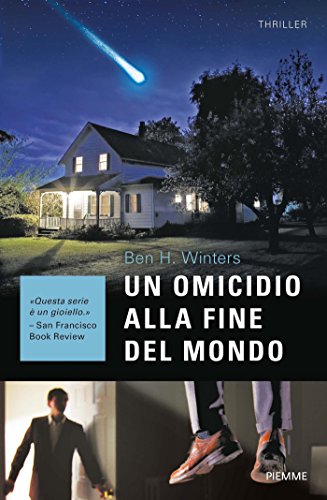 THRILLER
Ben H. Winters
UN OMICIDIO
ALLA FINE
DEL MONDO
«Questa serie
è un gioiello.»
– San Francisco
Book Review
PIEMME